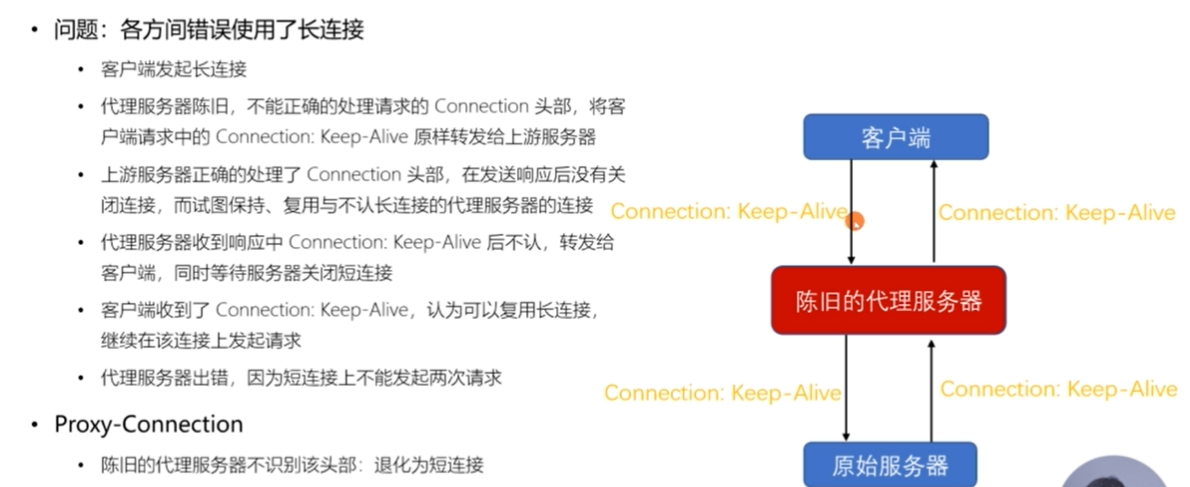 • 问题：各方间错误使用了长连接
• 客户端发起长连接
• 代理服务器陈旧，不能正确的处理请求的 Connection 头部，将客
户端请求中的 Connection: Keep-Alive 原样转发给上游服务器
• 上游服务器正确的处理了 Connection 头部，在发送响应后没有关
闭连接，而试图保持、复用与不认长连接的代理服务器的连接
• 代理服务器收到响应中 Connection: Keep-Alive 后不认，转发给
客户端，同时等待服务器关闭短连接
• 客户端收到了 Connection: Keep-Alive，认为可以复用长连接，
继续在该连接上发起请求
• 代理服务器出错，因为短连接上不能发起两次请求
• Proxy-Connection
• 陈旧的代理服务器不识别该头部：退化为短连接
客户端
Connection: Keep-Alive
Connection: Keep-Alive
陈旧的代理服务器
Connection: Keep-Alive
Connection: Keep-Alive
原始服务器